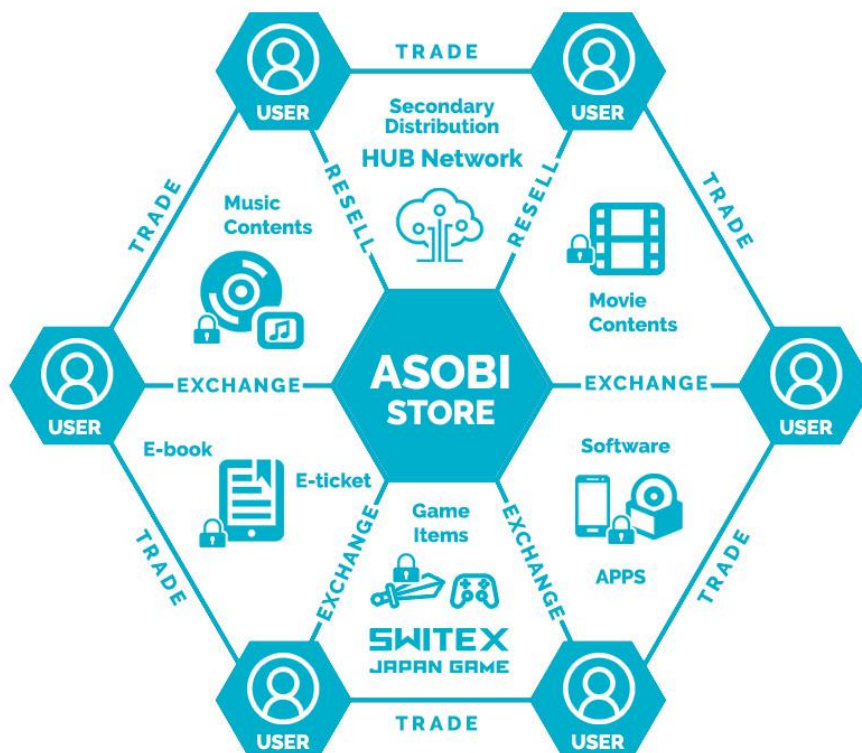 TRADE
USER
USER
Secondary
Distribution
HUB Network
RESELL
RESELL
TRADE
TRADE
Music
Contents
Movie
Contents
ASOBI
STORE
USER
EXCHANGE
EXCHANGE
USER
E-book
E-ticket
Software
APPS
Game
Items
EXCHANGE
EXCHANGE
TRADE
TRADE
SWITEX
JAPAN GAME
USER
TRADE
USER